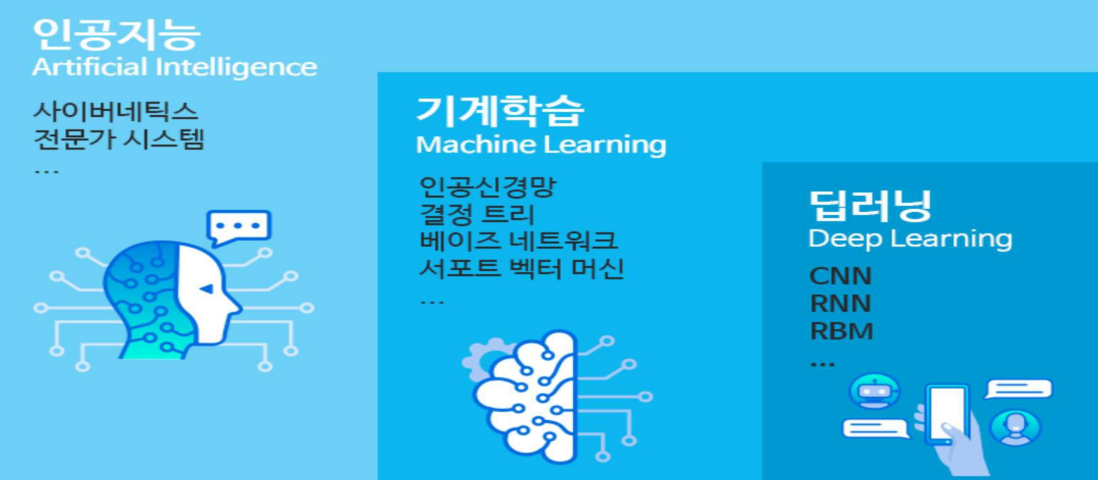 인공지능
Artificial Intelligence
사이버네틱스
전문가 시스템
...
기계학습
Machine Learning
인공신경망
결정 트리
베이즈 네트워크
서포트 벡터 머신
...
딥러닝
Deep Learning
CNN
RNN
RBM
...